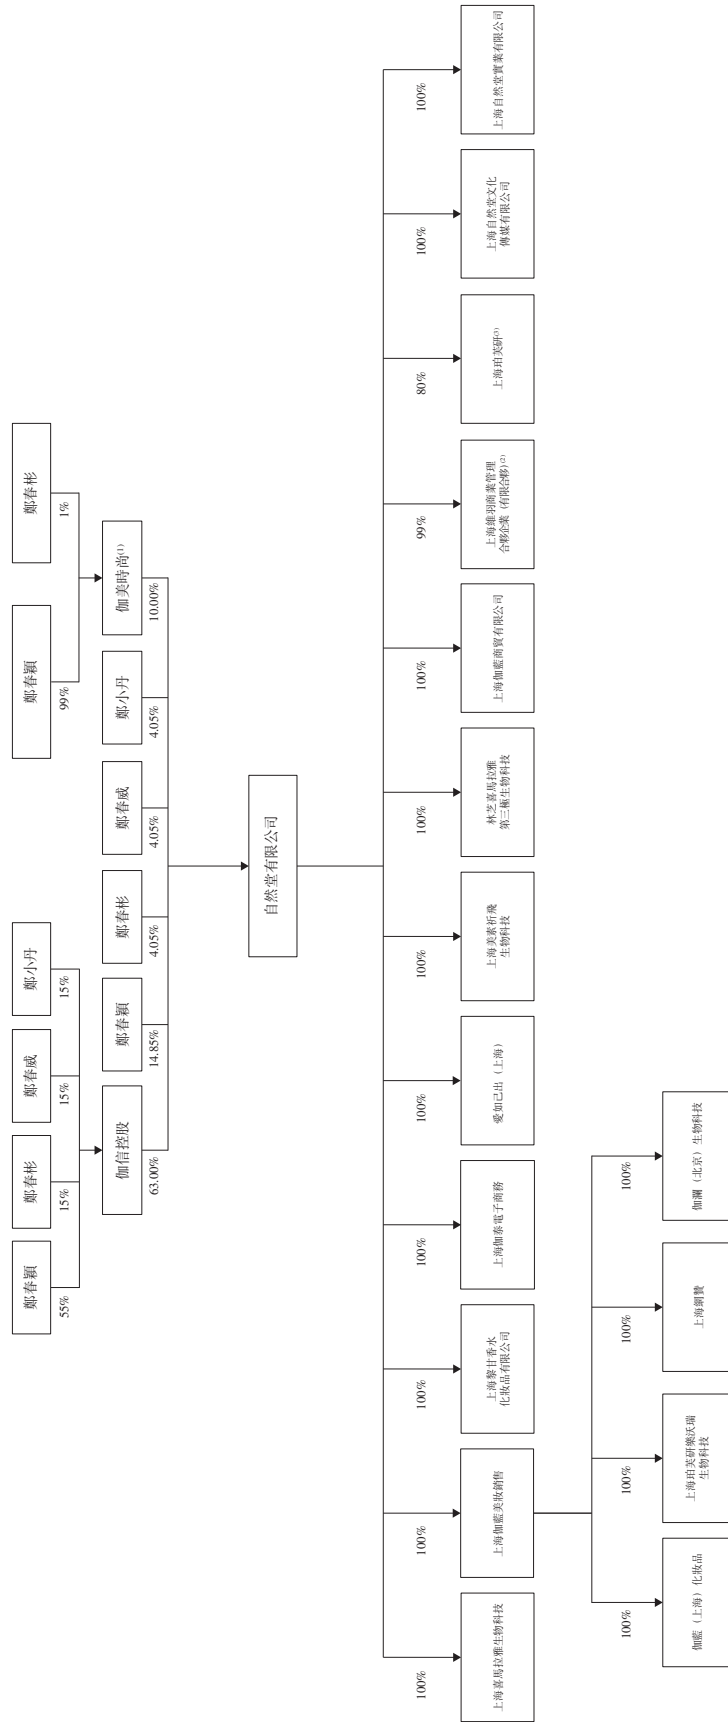 鄭春穎
鄭春彬
鄭春威
鄭小丹
55%
15%
15%
15%
鄭春穎
鄭春彬
99%
1%
伽信控股
鄭春穎
鄭春彬
鄭春威
鄭小丹
伽美時尚(1)
63.00%
14.85%
4.05%
4.05%
4.05%
10.00%
自然堂有限公司
100%
100%
100%
100%
100%
100%
100%
100%
99%
80%
100%
100%
上海喜馬拉雅生物科技
上海伽藍美妝銷售
上海黎甘香水
化妝品有限公司
上海伽泰電子商務
愛如己出（上海）
上海美素祈飛
生物科技
林芝喜馬拉雅
第三極生物科技
上海伽藍商貿有限公司
上海維羽商業管理
合夥企業（有限合夥）(2)
上海珀芙研(3)
上海自然堂文化
傳媒有限公司
上海自然堂實業有限公司
100%
100%
100%
100%
伽藍（上海）化妝品
上海珀芙研樂沃瑞
生物科技
上海絹贊
伽瀾（北京）生物科技